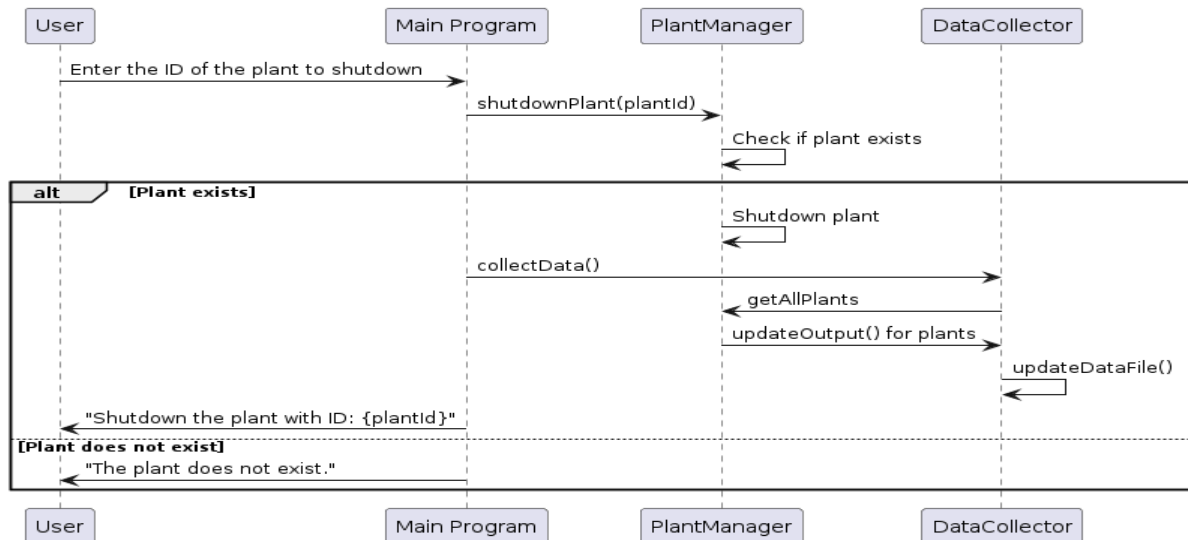 User Main Program PlantManager DataCollector
Enter the ID of the plant to shutdown
shutdownPlant(plantId)
Check if plant exists
alt [Plant exists]
Shutdown plant
collectData()
getAllPlants
updateOutput() for plants
updateDataFile()
"Shutdown the plant with ID: {plantId}"
[Plant does not exist]
"The plant does not exist."
User Main Program PlantManager DataCollector